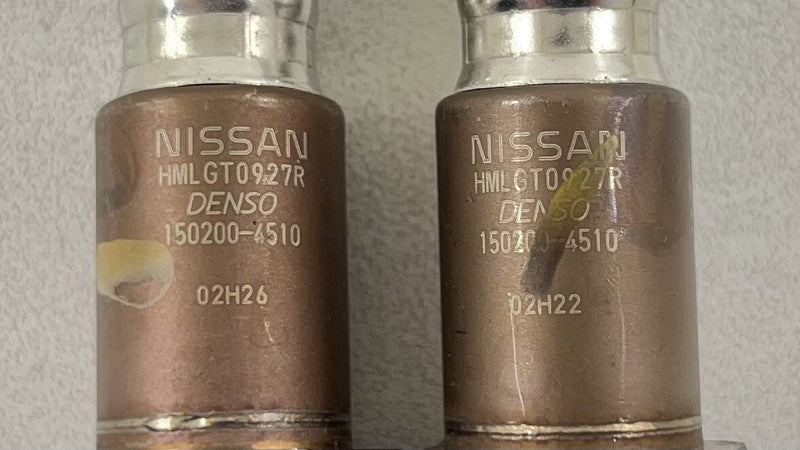 NISSAN
HMLGT0927R
DENSO
150200-4510
02H26
NISSAN
HMLGT0927R
DENSO
150200-4510
02H22